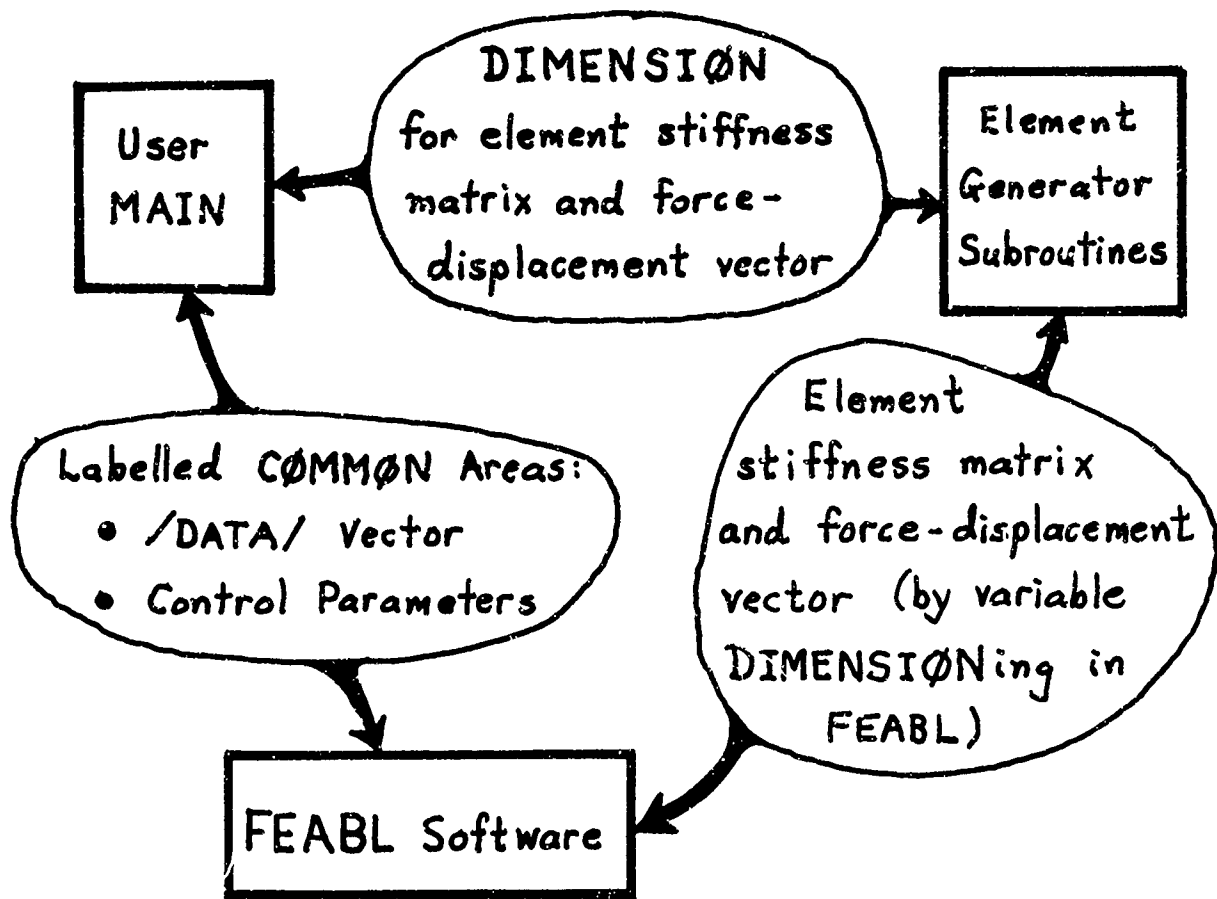 User
MAIN
DIMENSIØN
for element stiffness
matrix and force-
displacement vector
Element
Generator
Subroutines
Labelled CØMMØN Areas:
• /DATA/ Vector
• Control Parameters
Element
stiffness matrix
and force-displacement
vector (by variable
DIMENSIØNing in
FEABL)
FEABL Software